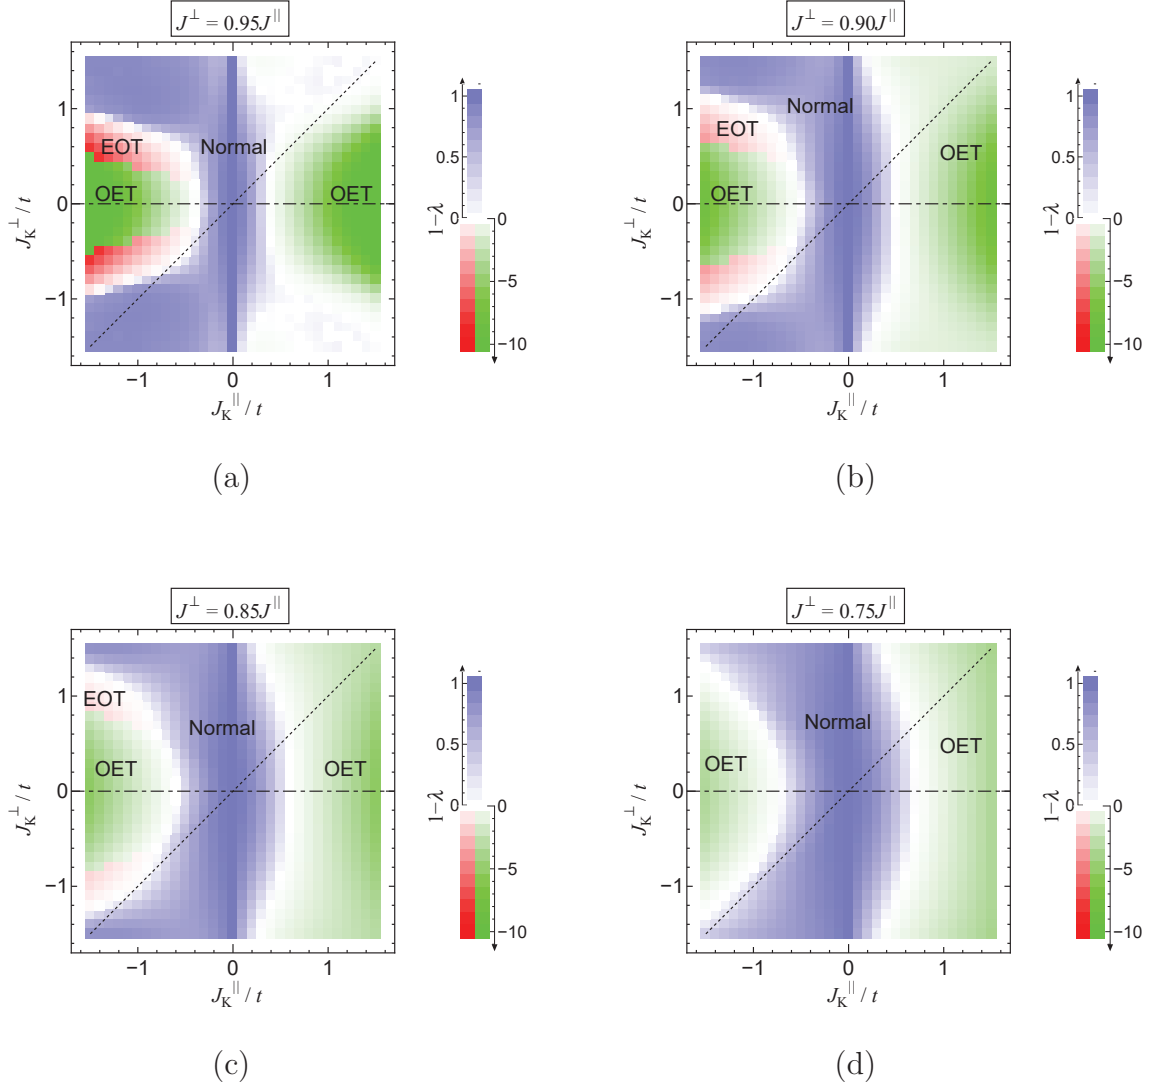 J⊥ = 0.95J||
EOT
Normal
OET
OET
1
0
−1
−1
0
1
J_K⊥ / t
J_K|| / t
1
0.5
0
0
−5
−10
1−λ
(a)
J⊥ = 0.90J||
Normal
EOT
OET
OET
1
0
−1
−1
0
1
J_K⊥ / t
J_K|| / t
1
0.5
0
0
−5
−10
1−λ
(b)
J⊥ = 0.85J||
EOT
Normal
OET
OET
1
0
−1
−1
0
1
J_K⊥ / t
J_K|| / t
1
0.5
0
0
−5
−10
1−λ
(c)
J⊥ = 0.75J||
Normal
OET
OET
1
0
−1
−1
0
1
J_K⊥ / t
J_K|| / t
1
0.5
0
0
−5
−10
1−λ
(d)